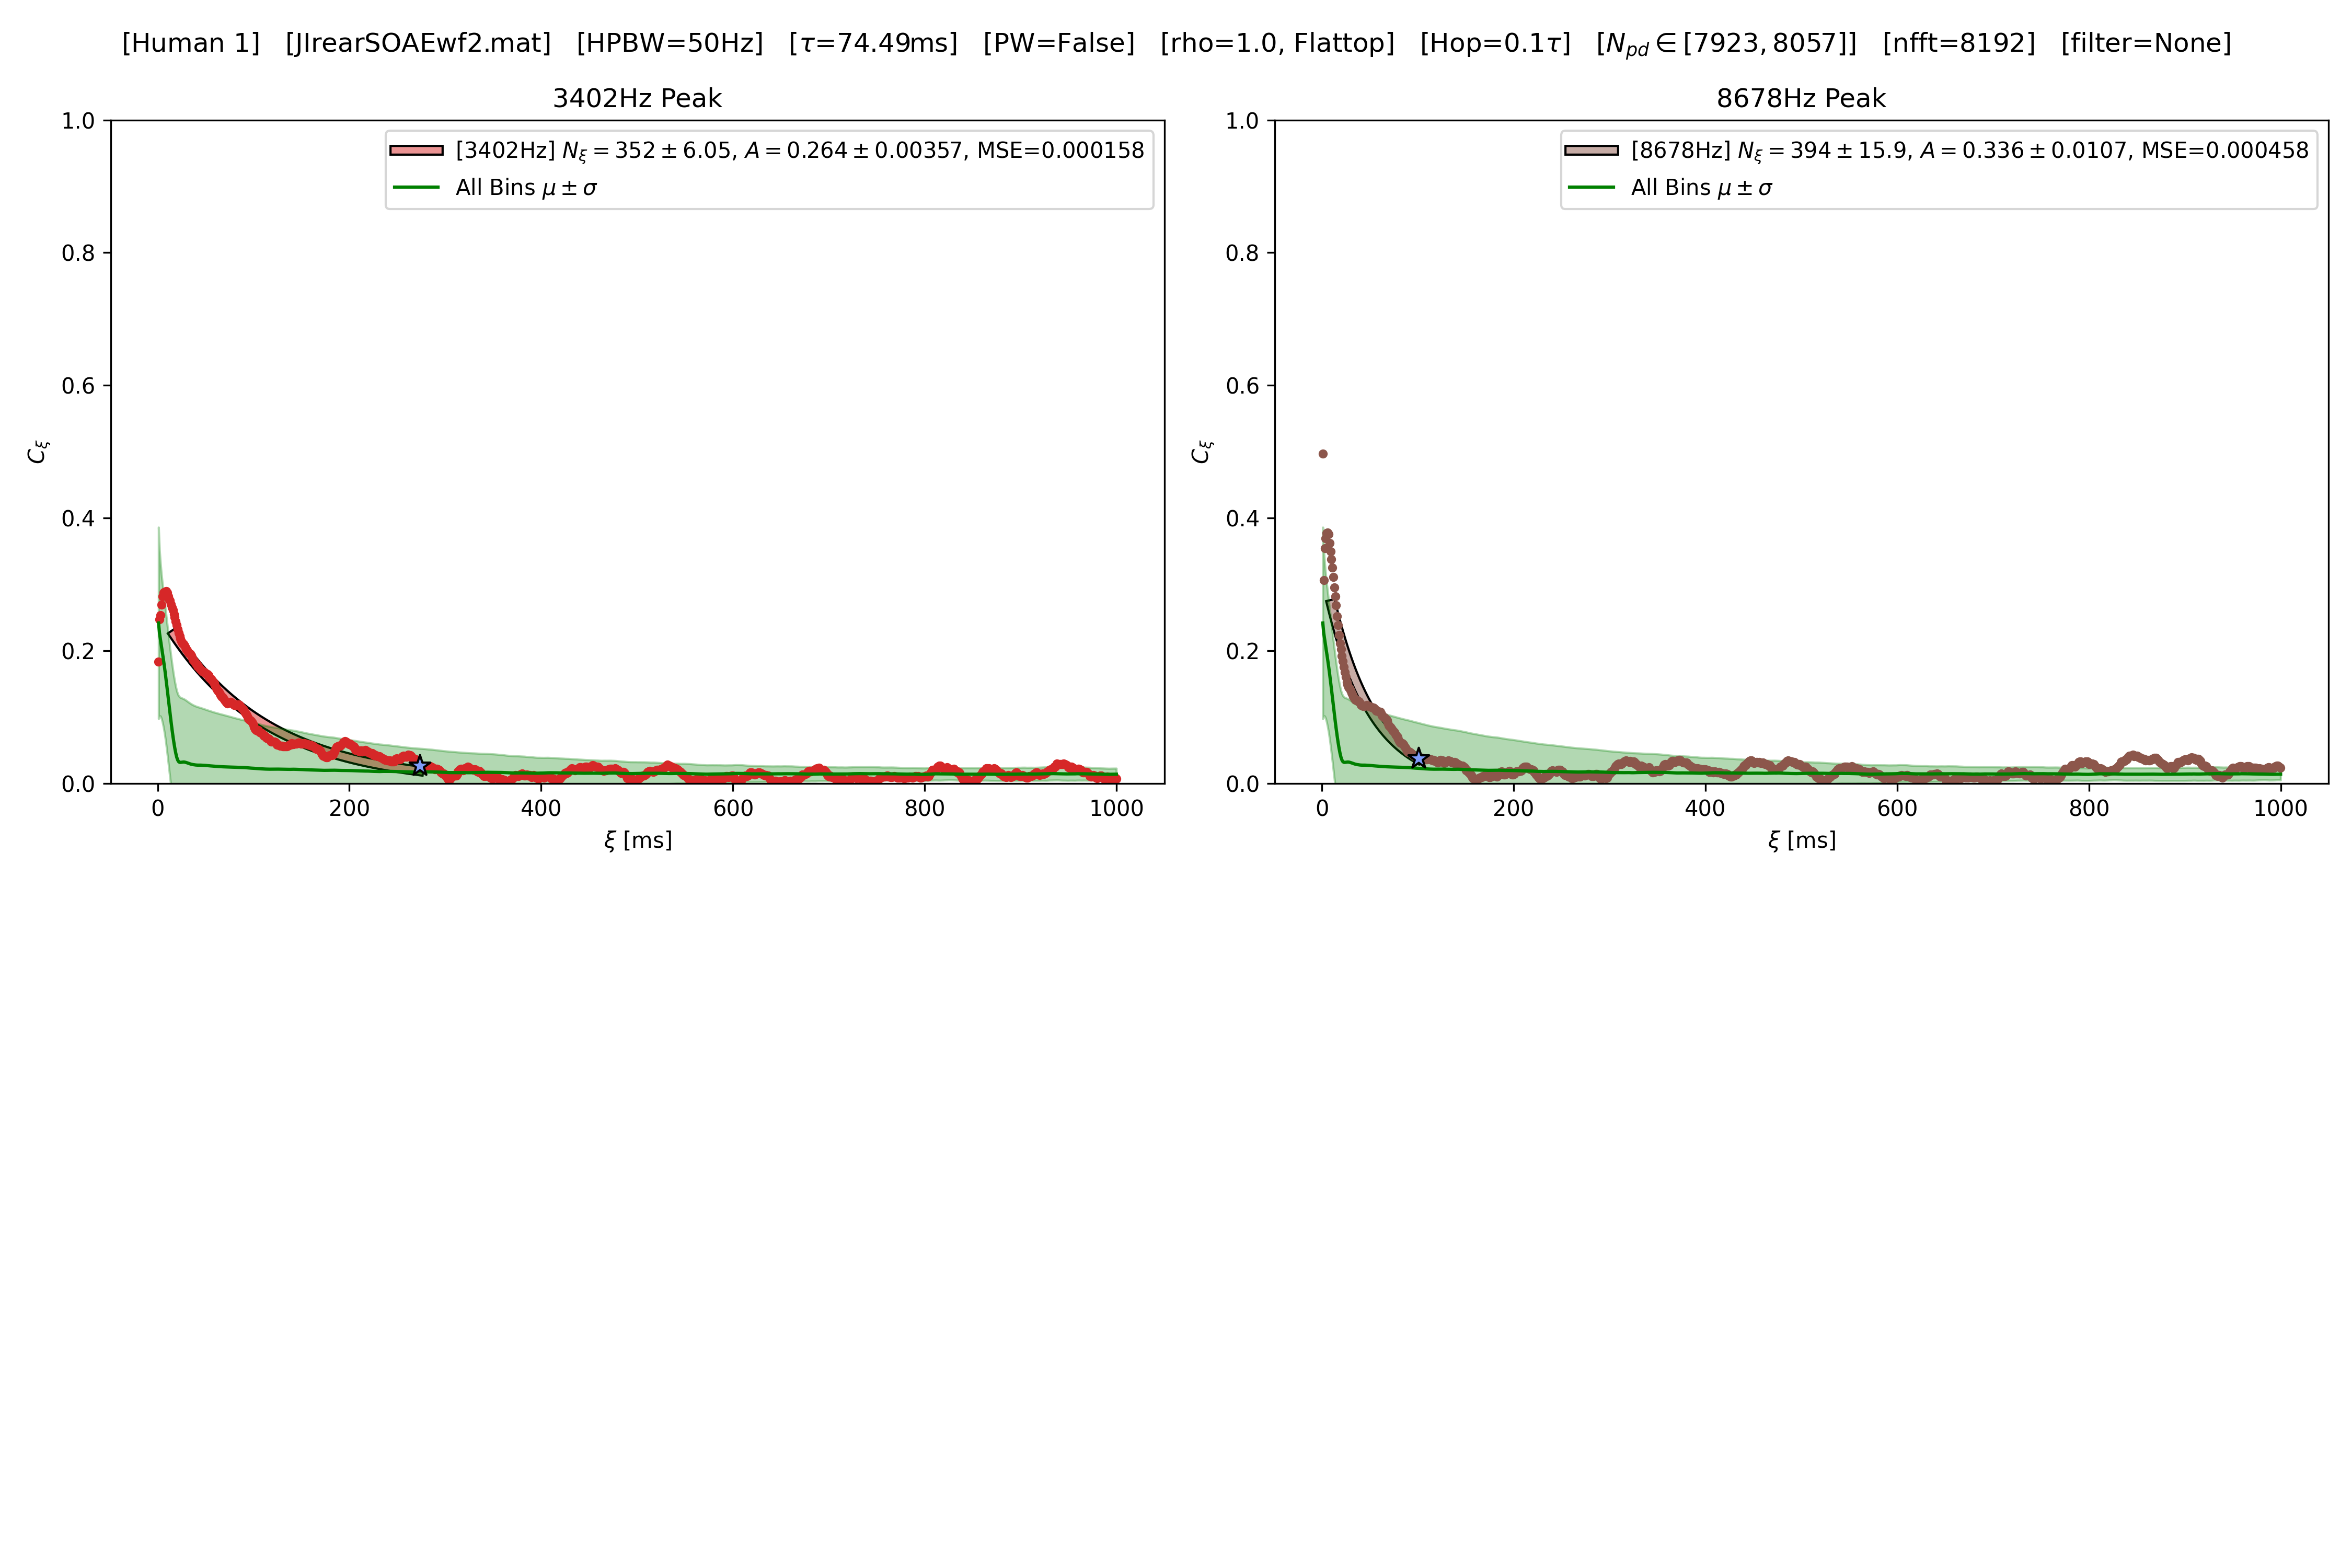 [Human 1] [JIrearSOAEwf2.mat] [HPBW=50Hz] [τ=74.49ms] [PW=False] [rho=1.0, Flattop] [Hop=0.1τ] [N_pd ∈ [7923, 8057]] [nfft=8192] [filter=None]
3402Hz Peak
[3402Hz] N_ξ = 352 ± 6.05, A = 0.264 ± 0.00357, MSE=0.000158
All Bins μ ± σ
1.0
0.8
0.6
0.4
0.2
0.0
C_ξ
0 200 400 600 800 1000
ξ [ms]
8678Hz Peak
[8678Hz] N_ξ = 394 ± 15.9, A = 0.336 ± 0.0107, MSE=0.000458
All Bins μ ± σ
1.0
0.8
0.6
0.4
0.2
0.0
C_ξ
0 200 400 600 800 1000
ξ [ms]